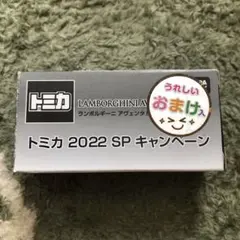 トミカ
LAMBORGHINI
ランボルギーニ アヴェンタ
うれしい
おまけ入
トミカ 2022 SP キャンペーン